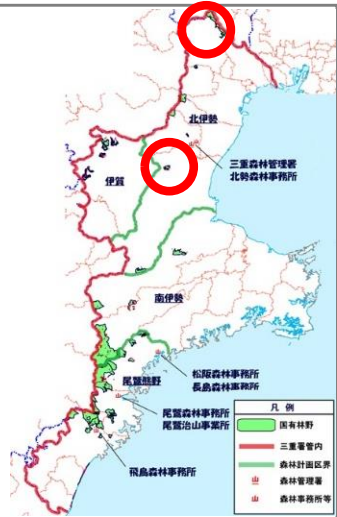 北伊勢
三重森林管理署
北勢森林事務所
伊賀
南伊勢
松阪森林事務所
長島森林事務所
尾鷲熊野
尾鷲森林事務所
尾鷲治山事業所
飛鳥森林事務所
凡例
国有林野
三重署管内
森林計画区界
森林管理署
森林事務所等